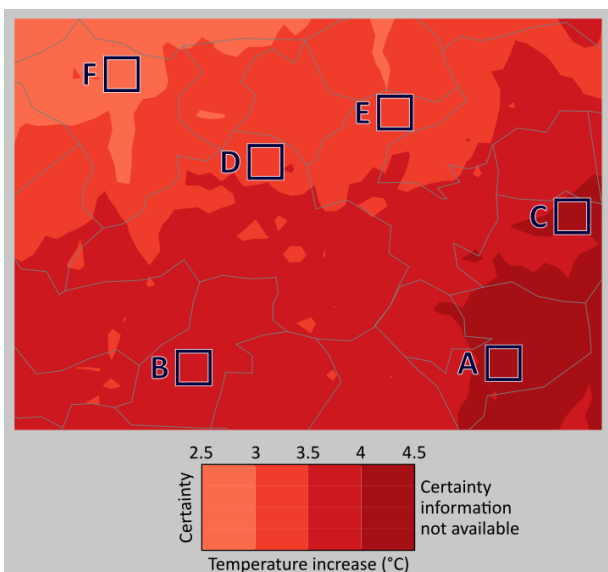 F
E
D
C
B
A
2.5 3 3.5 4 4.5
Certainty
Certainty
information
not available
Temperature increase (°C)